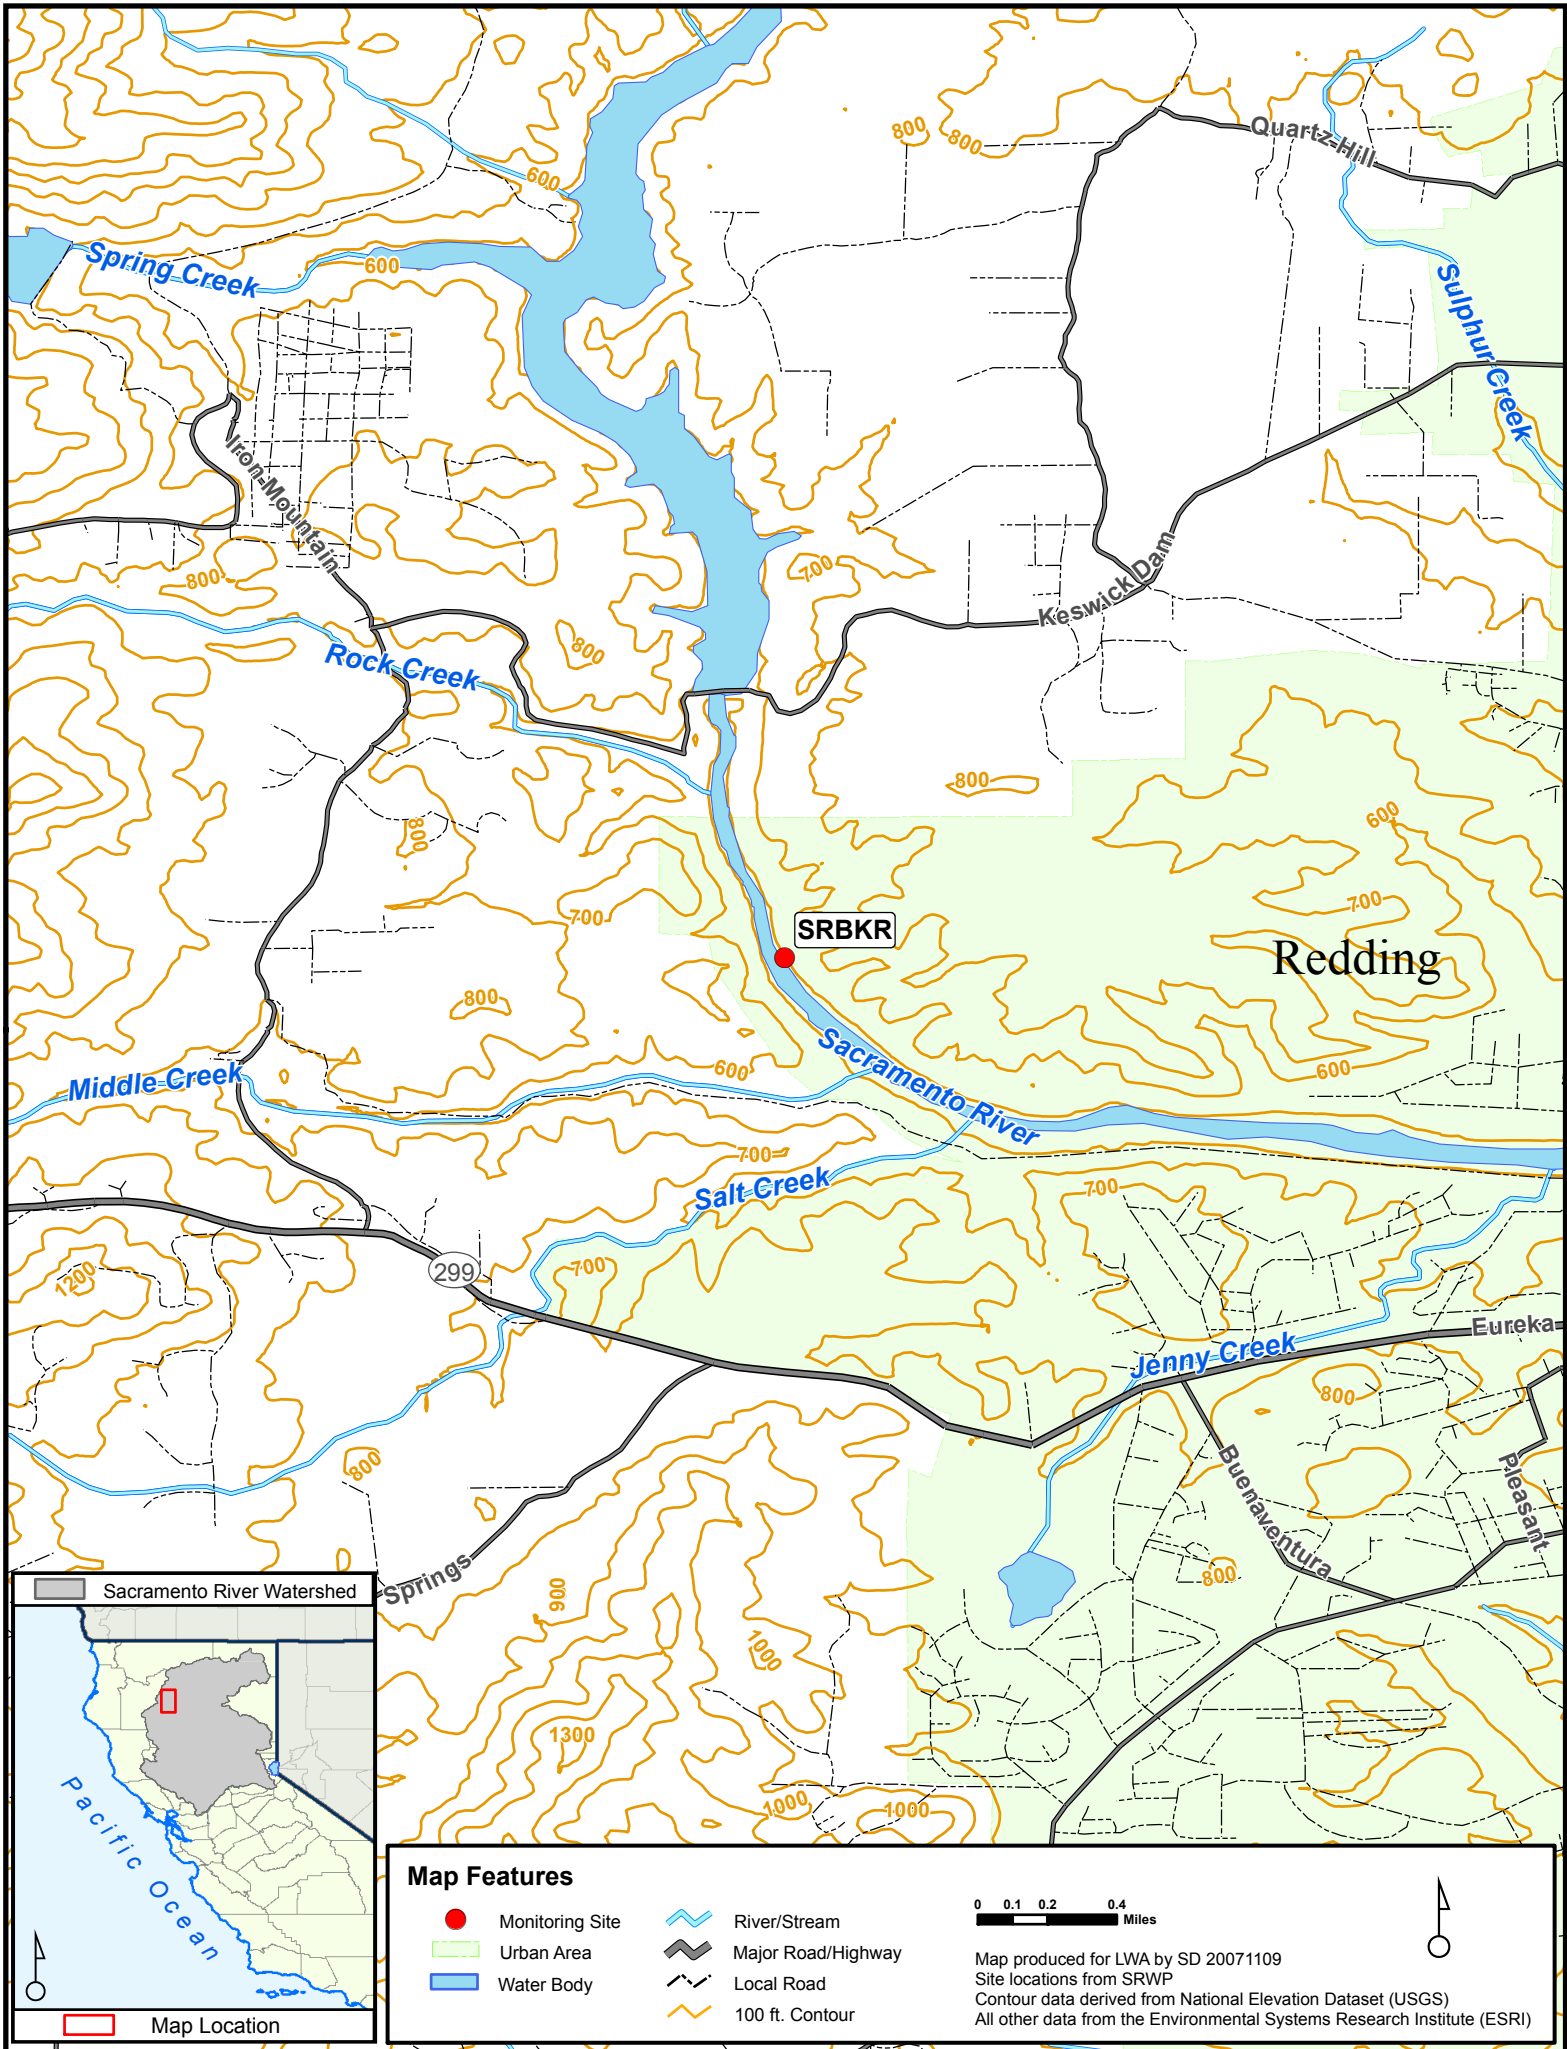 800
800
Quartz Hill
600
Spring Creek
600
Sulphur Creek
Iron Mountain
700
800
Keswick Dam
Rock Creek
800
800
600
800
700
700
SRBKR
Redding
800
Sacramento River
600
600
Middle Creek
700
Salt Creek
700
299
700
1200
Eureka
Jenny Creek
800
800
Buenaventura
Pleasant
Springs
900
800
1000
1300
1000
1000
Sacramento River Watershed
Pacific Ocean
Map Location
Map Features
Monitoring Site
Urban Area
Water Body
River/Stream
Major Road/Highway
Local Road
100 ft. Contour
0 0.1 0.2 0.4
Miles
Map produced for LWA by SD 20071109
Site locations from SRWP
Contour data derived from National Elevation Dataset (USGS)
All other data from the Environmental Systems Research Institute (ESRI)